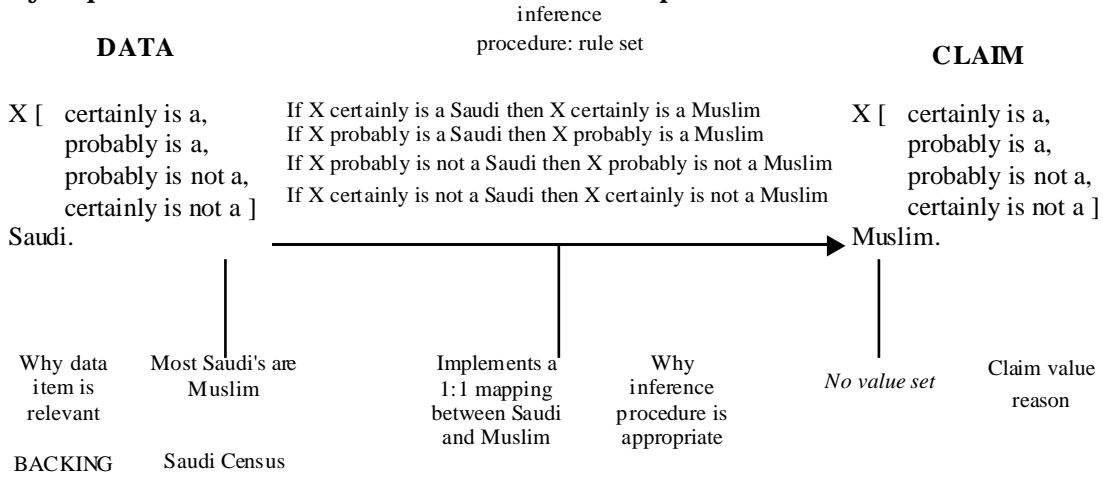 inference
procedure: rule set
DATA
CLAIM
X [ certainly is a,
probably is a,
probably is not a,
certainly is not a ]
Saudi.
If X certainly is a Saudi then X certainly is a Muslim
If X probably is a Saudi then X probably is a Muslim
If X probably is not a Saudi then X probably is not a Muslim
If X certainly is not a Saudi then X certainly is not a Muslim
X [ certainly is a,
probably is a,
probably is not a,
certainly is not a ]
Muslim.
Why data
item is
relevant
Most Saudi's are
Muslim
Implements a
1:1 mapping
between Saudi
and Muslim
Why
inference
procedure is
appropriate
No value set
Claim value
reason
BACKING
Saudi Census